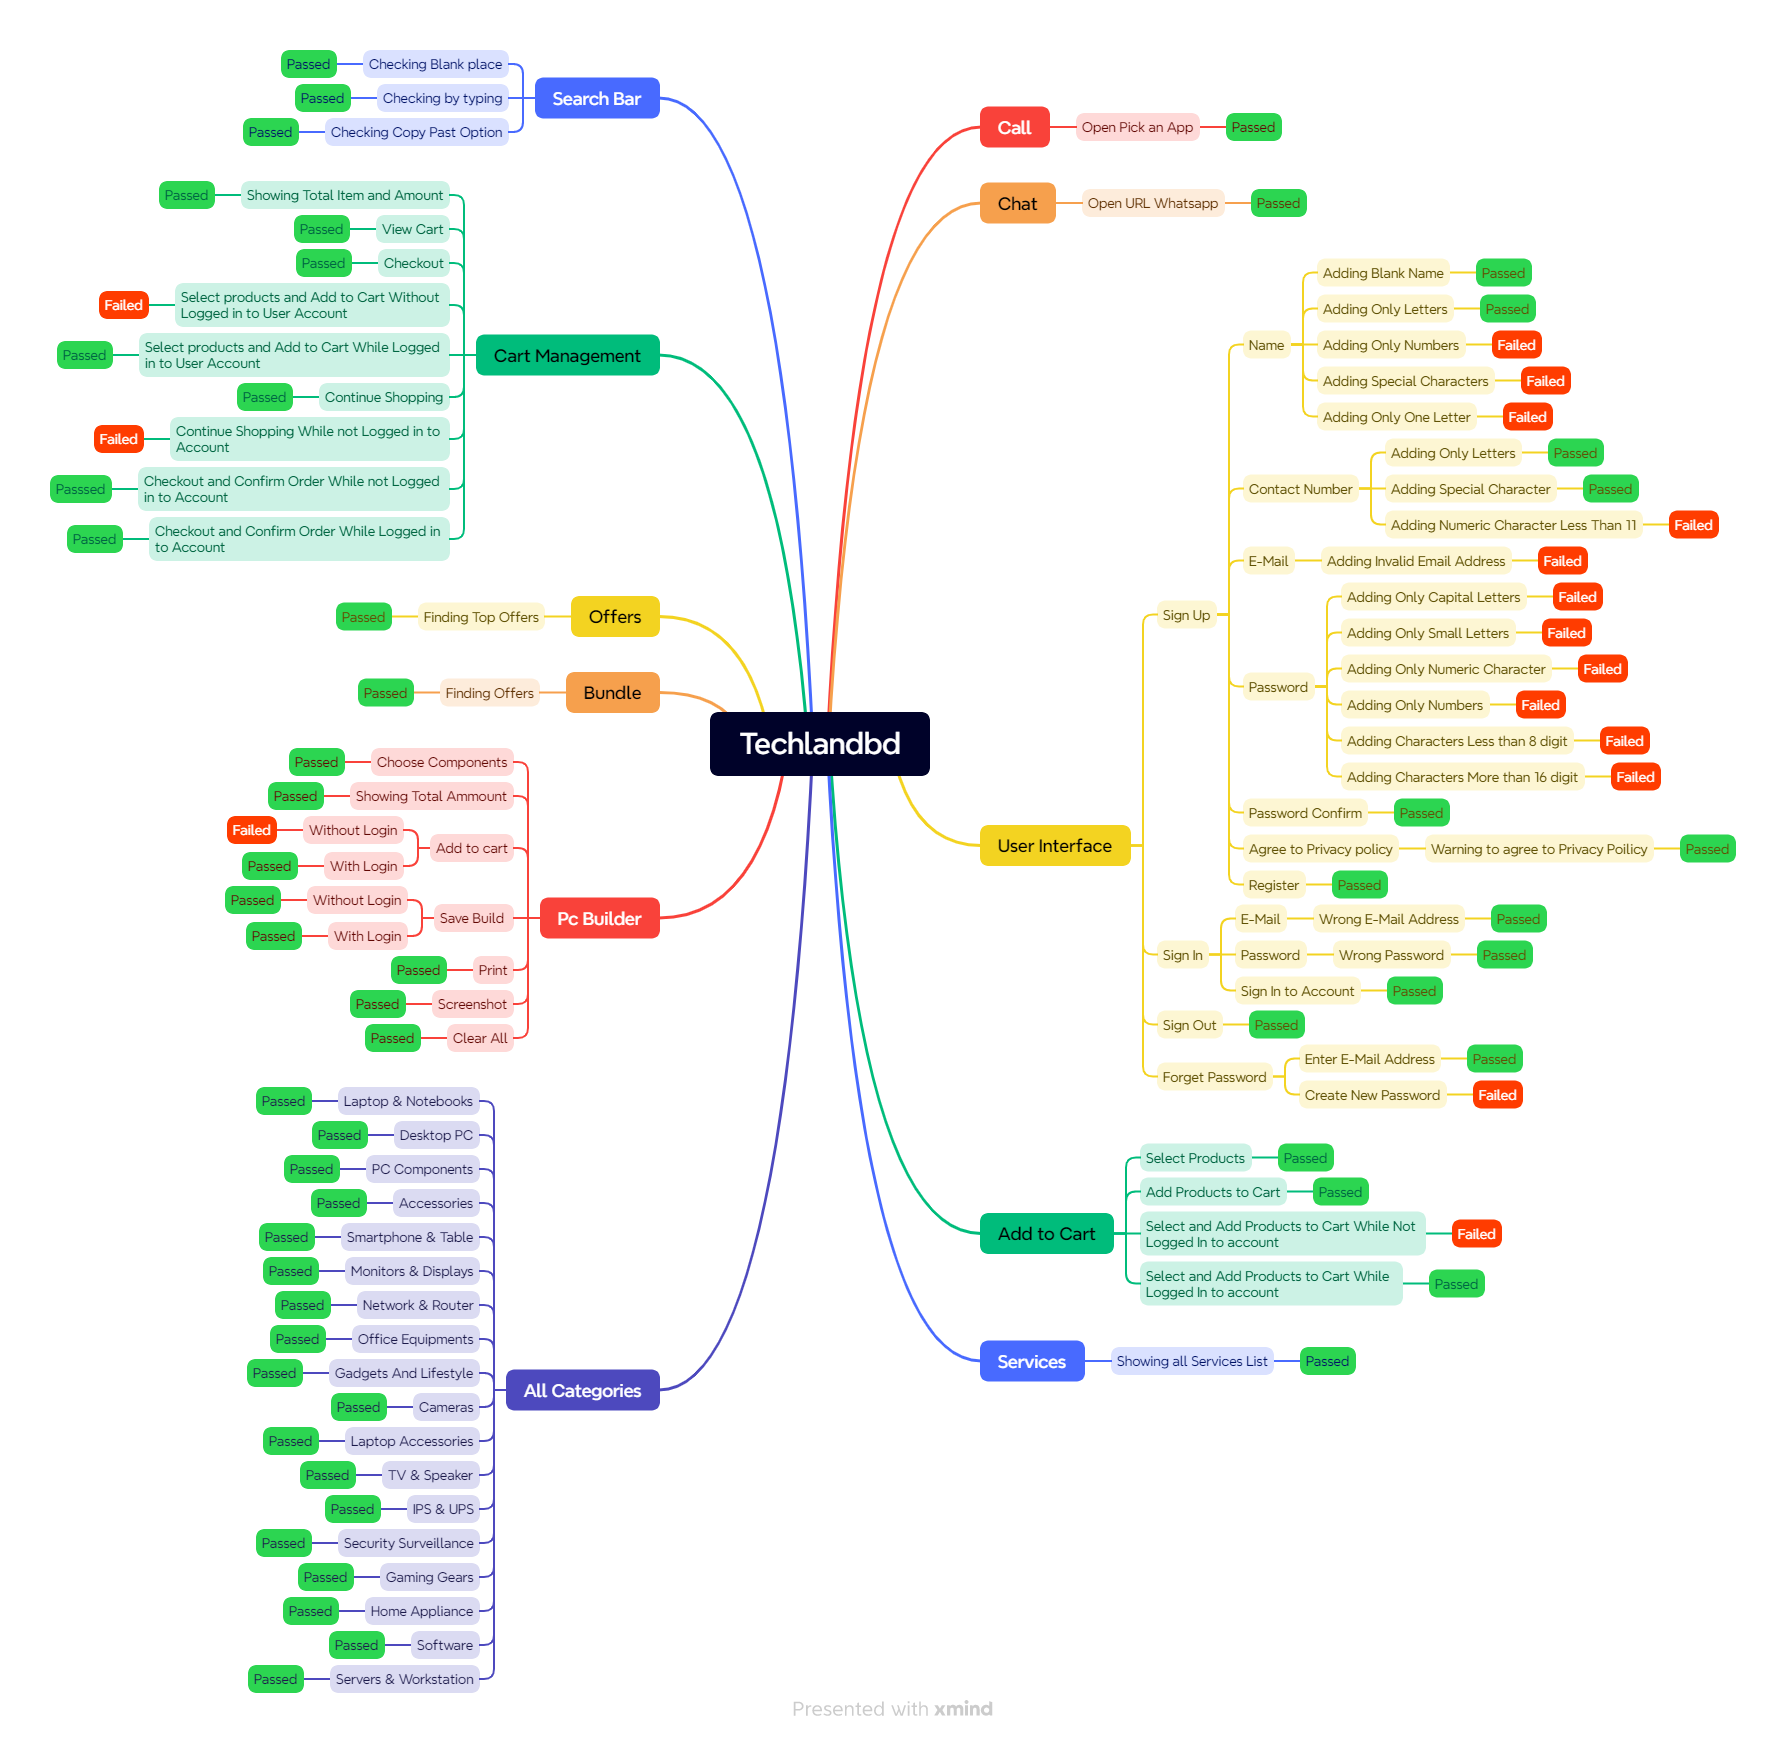 Techlandbd
Search Bar
Checking Blank place
Passed
Checking by typing
Passed
Checking Copy Past Option
Passed
Cart Management
Showing Total Item and Amount
Passed
View Cart
Passed
Checkout
Passed
Select products and Add to Cart Without
Logged in to User Account
Failed
Select products and Add to Cart While Logged
in to User Account
Passed
Continue Shopping
Passed
Continue Shopping While not Logged in to
Account
Failed
Checkout and Confirm Order While not Logged
in to Account
Passsed
Checkout and Confirm Order While Logged in
to Account
Passed
Offers
Finding Top Offers
Passed
Bundle
Finding Offers
Passed
Pc Builder
Choose Components
Passed
Showing Total Ammount
Passed
Add to cart
Without Login
Failed
With Login
Passed
Save Build
Without Login
Passed
With Login
Passed
Print
Passed
Screenshot
Passed
Clear All
Passed
All Categories
Laptop & Notebooks
Passed
Desktop PC
Passed
PC Components
Passed
Accessories
Passed
Smartphone & Table
Passed
Monitors & Displays
Passed
Network & Router
Passed
Office Equipments
Passed
Gadgets And Lifestyle
Passed
Cameras
Passed
Laptop Accessories
Passed
TV & Speaker
Passed
IPS & UPS
Passed
Security Surveillance
Passed
Gaming Gears
Passed
Home Appliance
Passed
Software
Passed
Servers & Workstation
Passed
Call
Open Pick an App
Passed
Chat
Open URL Whatsapp
Passed
User Interface
Sign Up
Name
Adding Blank Name
Passed
Adding Only Letters
Passed
Adding Only Numbers
Failed
Adding Special Characters
Failed
Adding Only One Letter
Failed
Contact Number
Adding Only Letters
Passed
Adding Special Character
Passed
Adding Numeric Character Less Than 11
Failed
E-Mail
Adding Invalid Email Address
Failed
Password
Adding Only Capital Letters
Failed
Adding Only Small Letters
Failed
Adding Only Numeric Character
Failed
Adding Only Numbers
Failed
Adding Characters Less than 8 digit
Failed
Adding Characters More than 16 digit
Failed
Password Confirm
Passed
Agree to Privacy policy
Warning to agree to Privacy Poilicy
Passed
Register
Passed
Sign In
E-Mail
Wrong E-Mail Address
Passed
Password
Wrong Password
Passed
Sign In to Account
Passed
Sign Out
Passed
Forget Password
Enter E-Mail Address
Passed
Create New Password
Failed
Add to Cart
Select Products
Passed
Add Products to Cart
Passed
Select and Add Products to Cart While Not
Logged In to account
Failed
Select and Add Products to Cart While
Logged In to account
Passed
Services
Showing all Services List
Passed
Presented with xmind